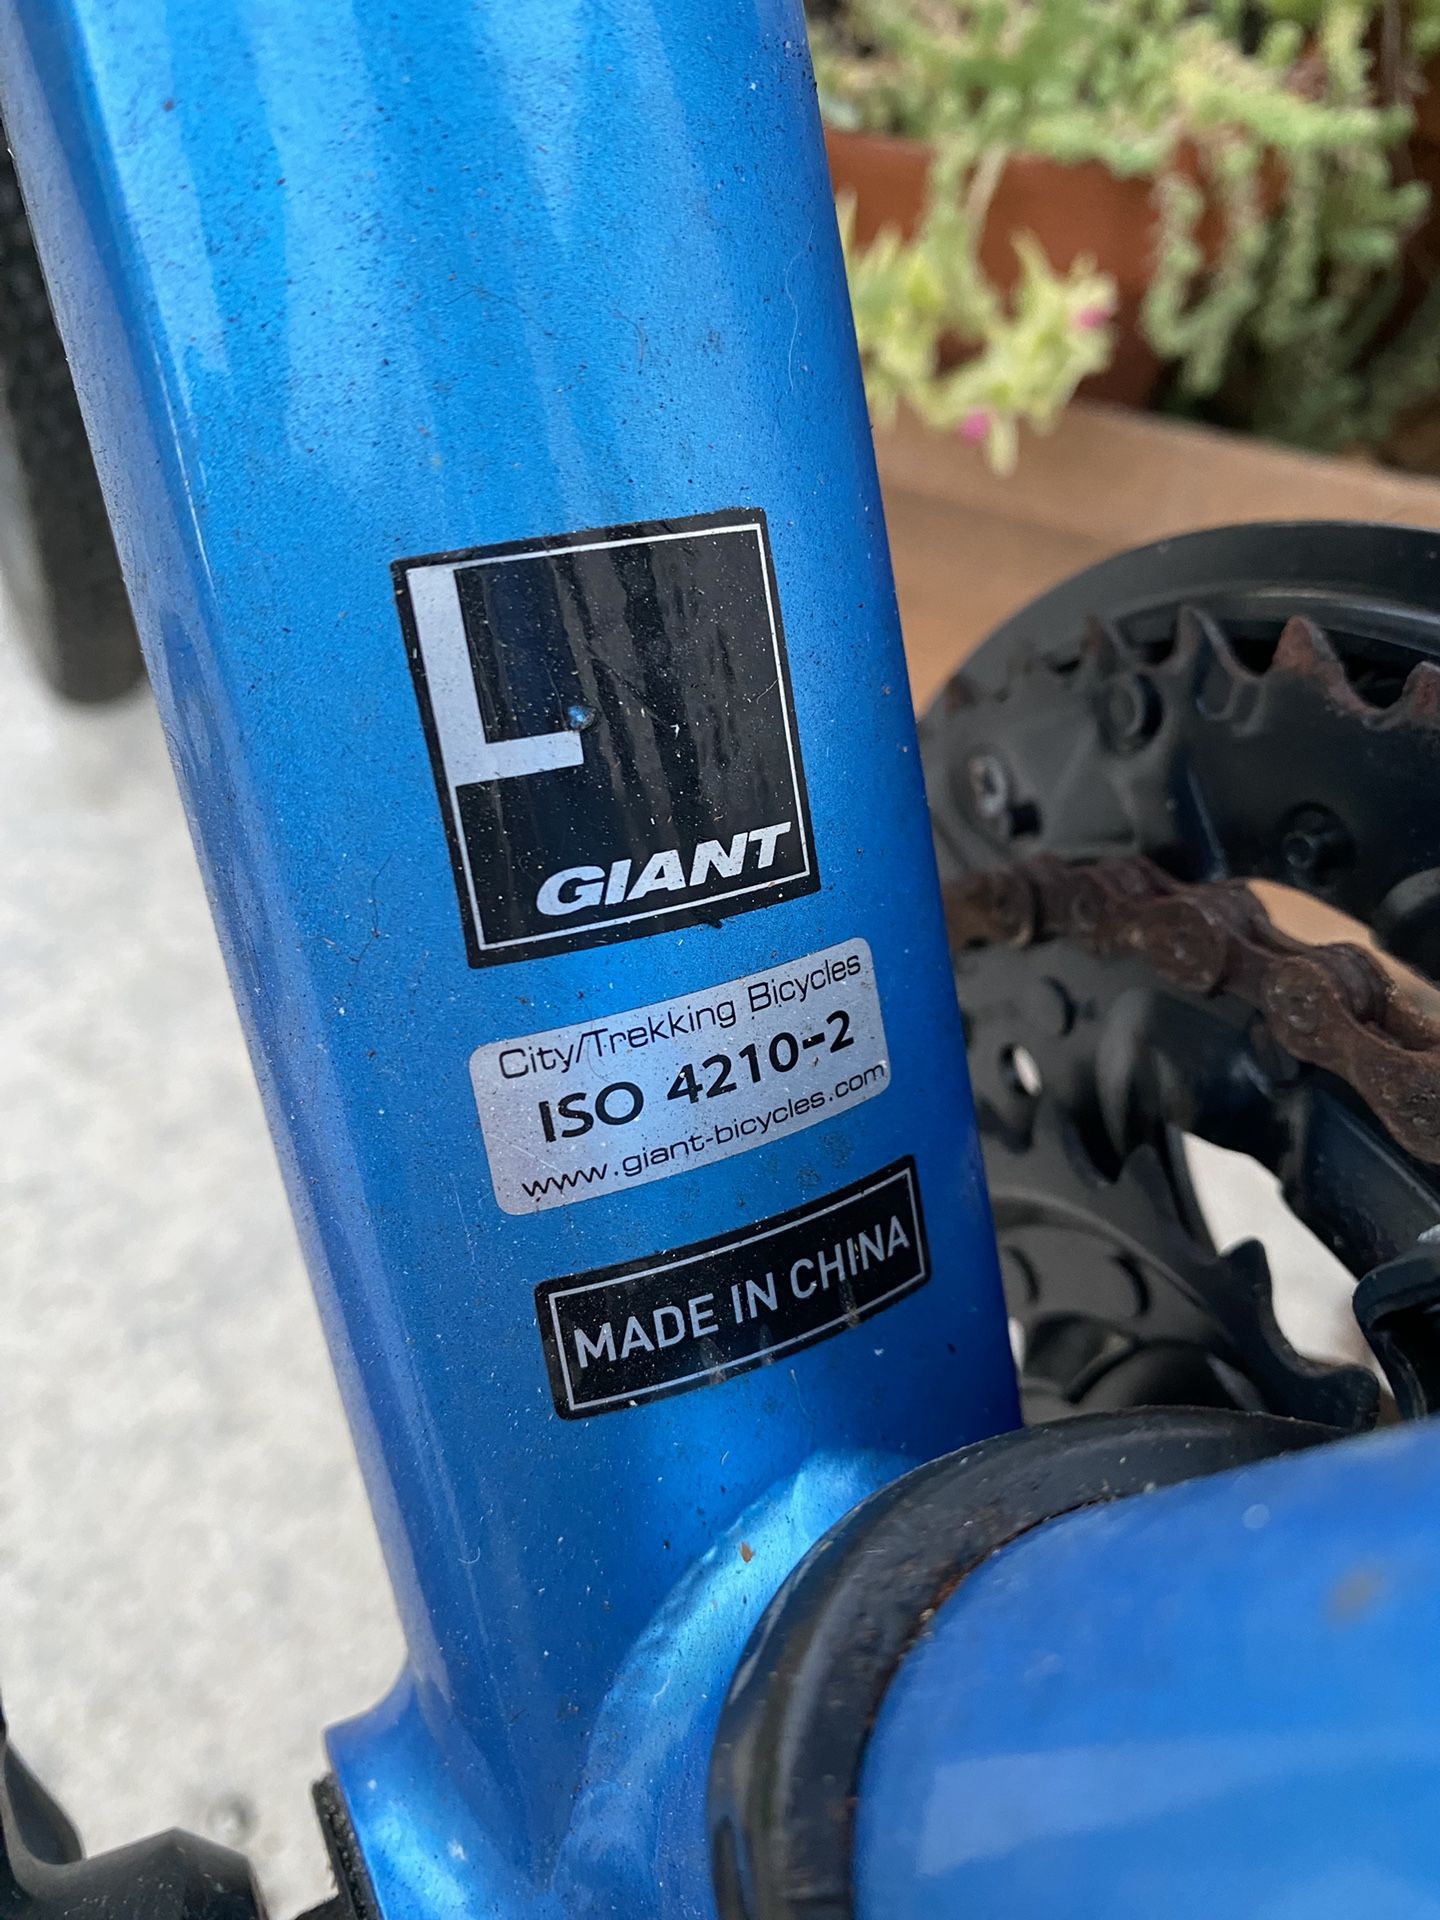 L
GIANT
City/Trekking Bicycles
ISO 4210-2
www.giant-bicycles.com
MADE IN CHINA